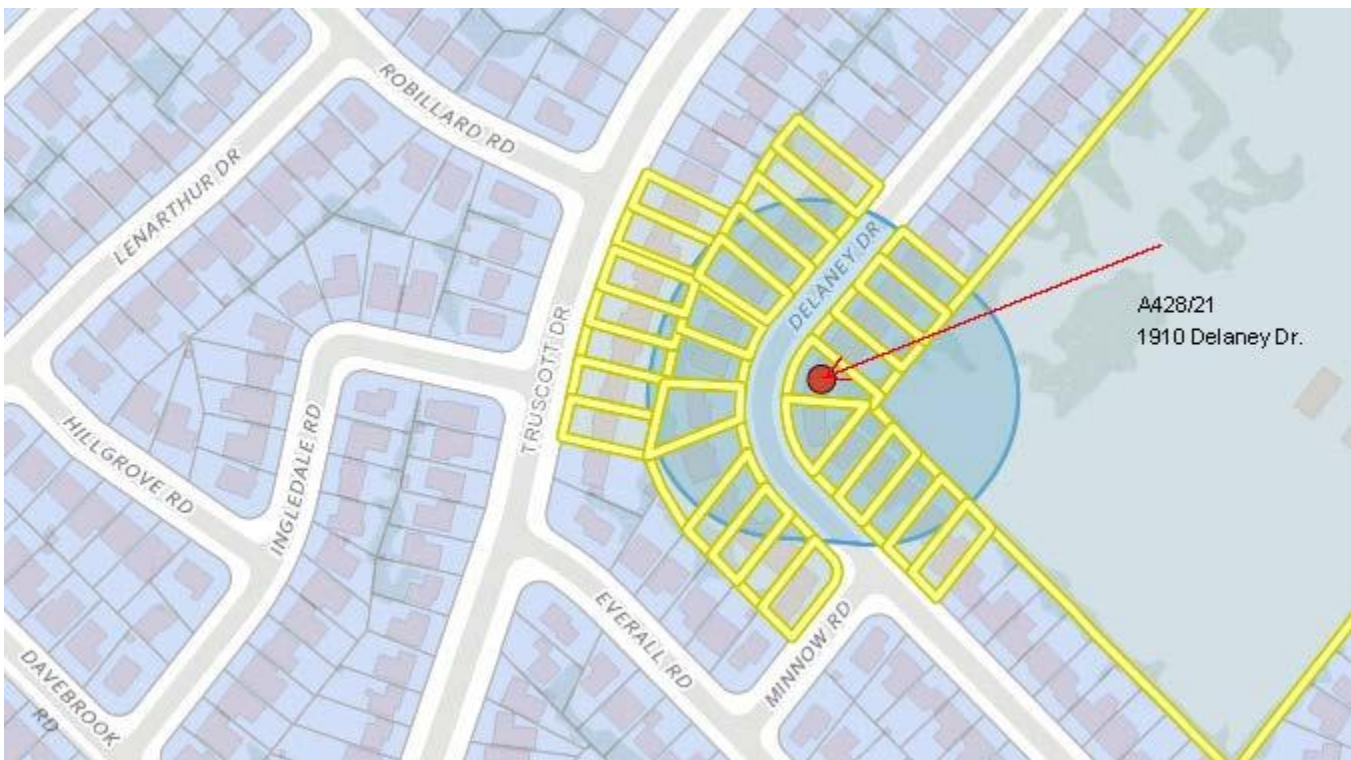 ROBILLARD RD
LENARTHUR DR
DELANEY DR
A428/21
1910 Delaney Dr.
TRUSCOTT DR
HILLGROVE RD
INGLEDALE RD
EVERALL RD
MINNOW RD
DAVEBROOK
RD